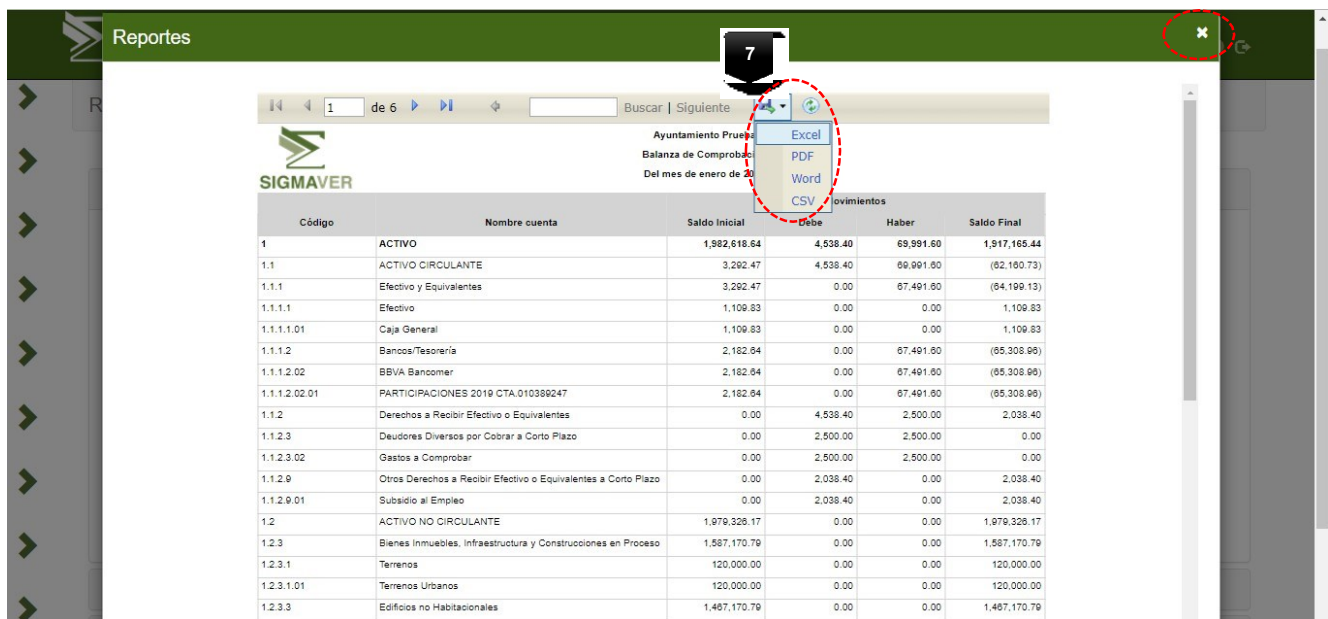 Reportes
7
1 de 6 Buscar | Siguiente
Excel
PDF
Word
CSV
SIGMAVER
Ayuntamiento Prueba
Balanza de Comprobaci
Del mes de enero de 20
ovimientos
Código Nombre cuenta Saldo Inicial Debe Haber Saldo Final
1 ACTIVO 1,982,618.64 4,538.40 69,991.60 1,917,165.44
1.1 ACTIVO CIRCULANTE 3,292.47 4,538.40 69,991.60 (62,160.73)
1.1.1 Efectivo y Equivalentes 3,292.47 0.00 67,491.60 (64,199.13)
1.1.1.1 Efectivo 1,109.83 0.00 0.00 1,109.83
1.1.1.1.01 Caja General 1,109.83 0.00 0.00 1,109.83
1.1.1.2 Bancos/Tesorería 2,182.64 0.00 67,491.60 (65,308.96)
1.1.1.2.02 BBVA Bancomer 2,182.64 0.00 67,491.60 (65,308.96)
1.1.1.2.02.01 PARTICIPACIONES 2019 CTA.010389247 2,182.64 0.00 67,491.60 (65,308.96)
1.1.2 Derechos a Recibir Efectivo o Equivalentes 0.00 4,538.40 2,500.00 2,038.40
1.1.2.3 Deudores Diversos por Cobrar a Corto Plazo 0.00 2,500.00 2,500.00 0.00
1.1.2.3.02 Gastos a Comprobar 0.00 2,500.00 2,500.00 0.00
1.1.2.9 Otros Derechos a Recibir Efectivo o Equivalentes a Corto Plazo 0.00 2,038.40 0.00 2,038.40
1.1.2.9.01 Subsidio al Empleo 0.00 2,038.40 0.00 2,038.40
1.2 ACTIVO NO CIRCULANTE 1,979,326.17 0.00 0.00 1,979,326.17
1.2.3 Bienes Inmuebles, Infraestructura y Construcciones en Proceso 1,587,170.79 0.00 0.00 1,587,170.79
1.2.3.1 Terrenos 120,000.00 0.00 0.00 120,000.00
1.2.3.1.01 Terrenos Urbanos 120,000.00 0.00 0.00 120,000.00
1.2.3.3 Edificios no Habitacionales 1,467,170.79 0.00 0.00 1,467,170.79